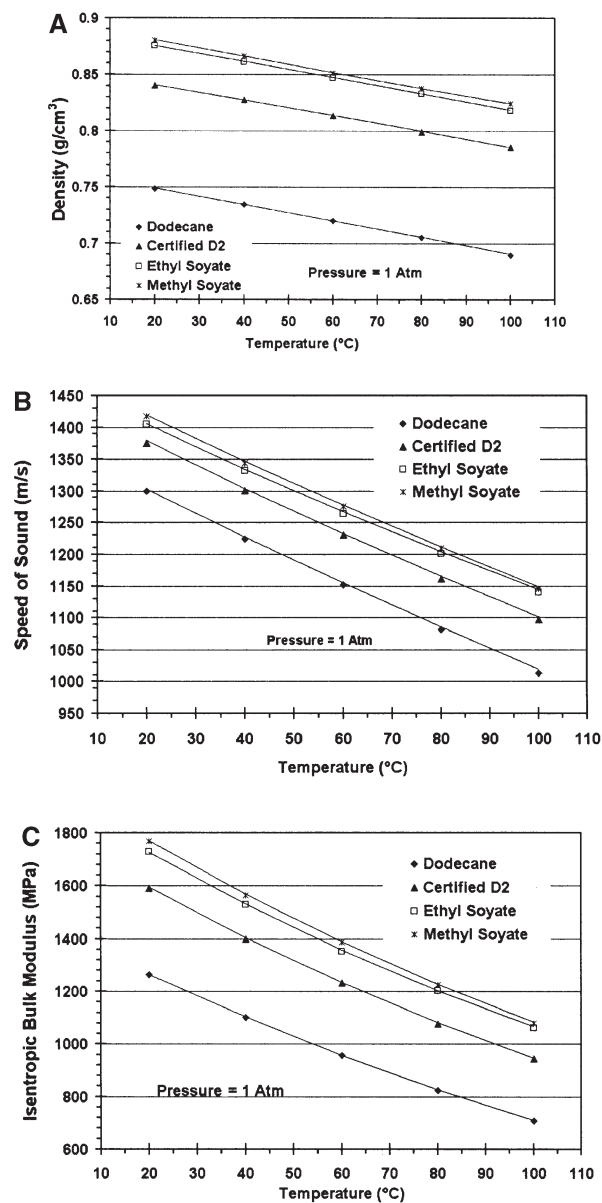 A
0.9
0.85
0.8
0.75
0.7
0.65
Density (g/cm³)
Dodecane
Certified D2
Ethyl Soyate
Methyl Soyate
Pressure = 1 Atm
10 20 30 40 50 60 70 80 90 100 110
Temperature (°C)
B
1450
1400
1350
1300
1250
1200
1150
1100
1050
1000
950
Speed of Sound (m/s)
Dodecane
Certified D2
Ethyl Soyate
Methyl Soyate
Pressure = 1 Atm
10 20 30 40 50 60 70 80 90 100 110
Temperature (°C)
C
1800
1600
1400
1200
1000
800
600
Isentropic Bulk Modulus (MPa)
Dodecane
Certified D2
Ethyl Soyate
Methyl Soyate
Pressure = 1 Atm
10 20 30 40 50 60 70 80 90 100 110
Temperature (°C)